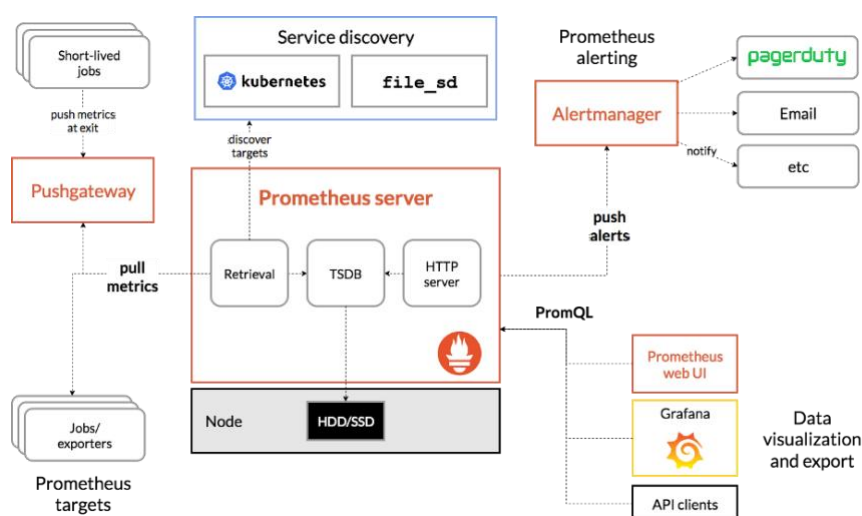 Short-lived
jobs
push metrics
at exit
Pushgateway
pull
metrics
Jobs/
exporters
Prometheus
targets
Service discovery
kubernetes
file_sd
discover
targets
Prometheus server
Retrieval
TSDB
HTTP
server
Node
HDD/SSD
Prometheus
alerting
Alertmanager
push
alerts
pagerduty
Email
notify
etc
PromQL
Prometheus
web UI
Grafana
API clients
Data
visualization
and export